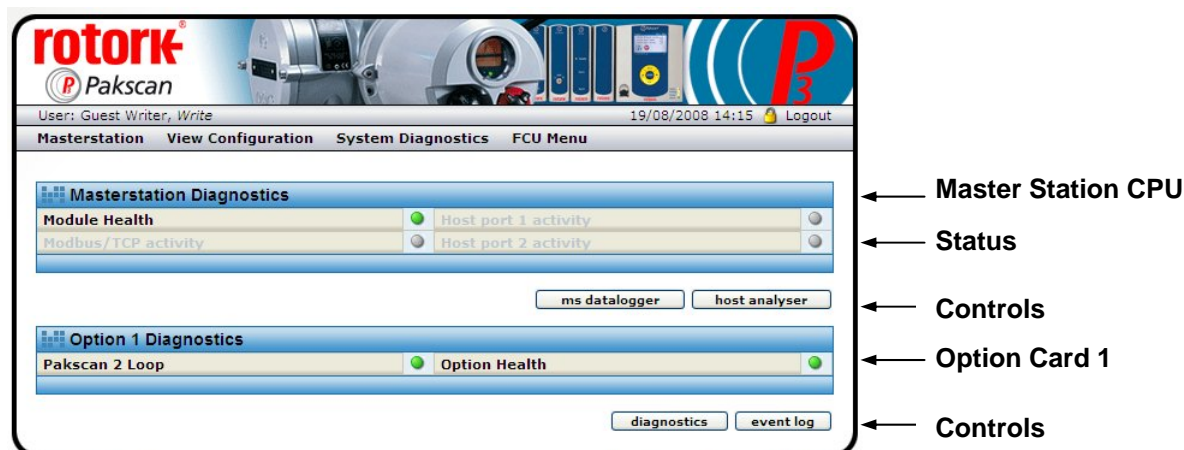 rotork®
P Pakscan
P3
User: Guest Writer, Write 19/08/2008 14:15 Logout
Masterstation View Configuration System Diagnostics FCU Menu
Masterstation Diagnostics
Master Station CPU
Module Health Host port 1 activity
Modbus/TCP activity Host port 2 activity
Status
ms datalogger host analyser
Controls
Option 1 Diagnostics
Pakscan 2 Loop Option Health
Option Card 1
diagnostics event log
Controls